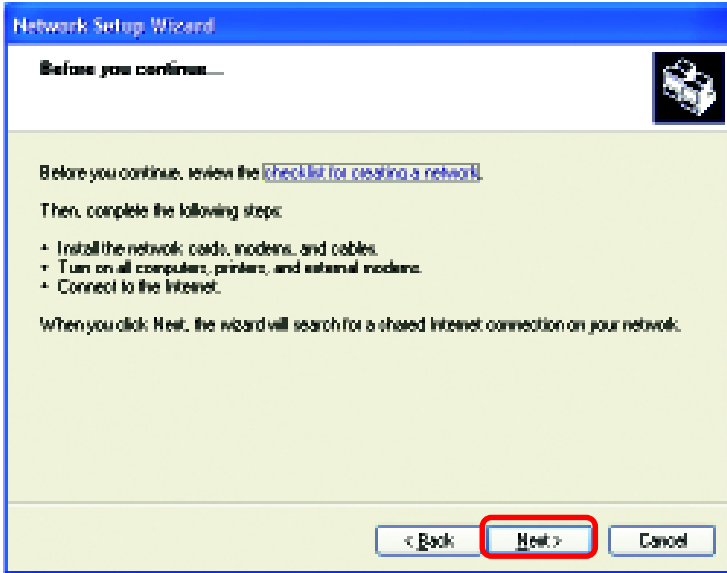 Network Setup Wizard
Before you continue...
Before you continue, review the checklist for creating a network.
Then, complete the following steps:
• Install the network cards, modems, and cables.
• Turn on all computers, printers, and external modems.
• Connect to the Internet.
When you click Next, the wizard will search for a shared Internet connection on your network.
< Back
Next >
Cancel